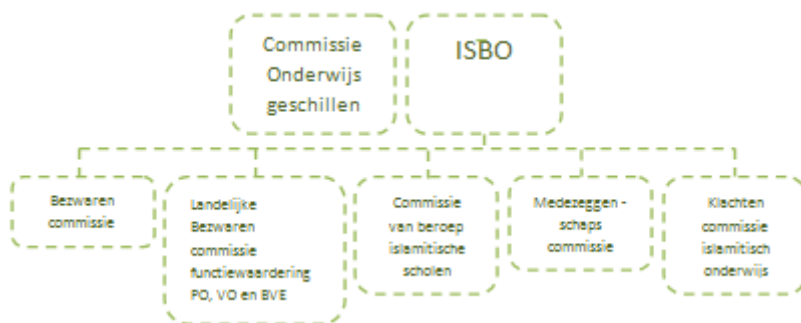 Commissie
Onderwijs
geschillen
ISBO
Bezwaren
commissie
Landelijke
Bezwaren
commissie
functiewaardering
PO, VO en BVE
Commissie
van beroep
islamitische
scholen
Medezeggen -
schaps
commissie
Klachten
commissie
islamitisch
onderwijs